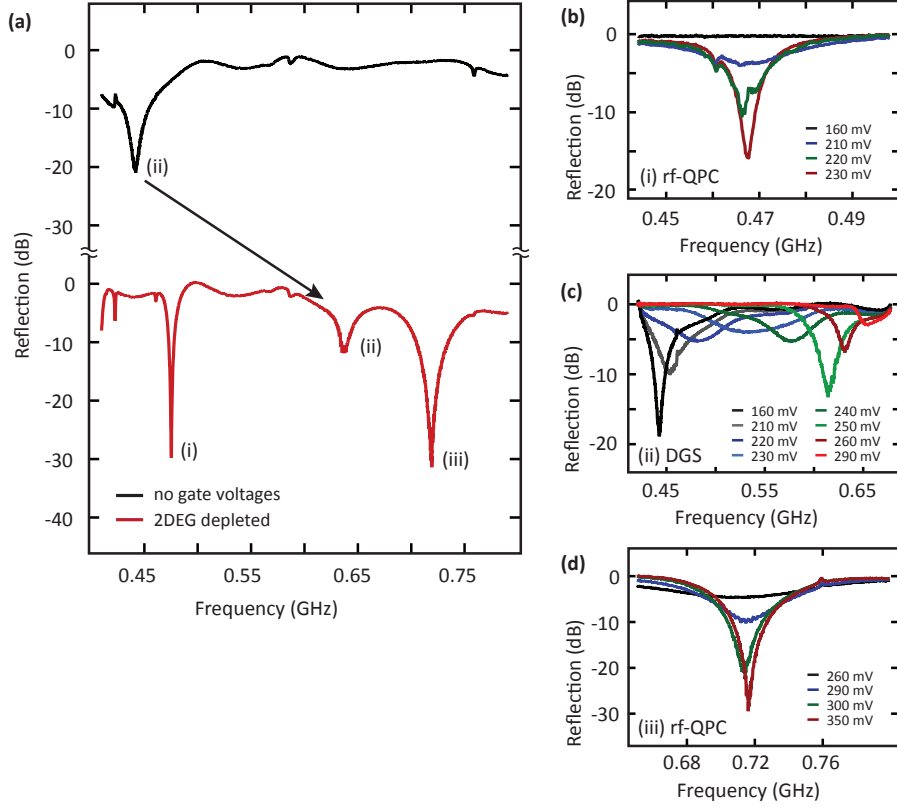 (a)
0
-10
-20
-30
0
-10
-20
-30
-40
Reflection (dB)
(ii)
(i)
(ii)
(iii)
no gate voltages
2DEG depleted
0.45 0.55 0.65 0.75
Frequency (GHz)
(b)
0
-10
-20
Reflection (dB)
160 mV
210 mV
220 mV
230 mV
(i) rf-QPC
0.45 0.47 0.49
Frequency (GHz)
(c)
0
-10
-20
Reflection (dB)
160 mV 240 mV
210 mV 250 mV
220 mV 260 mV
230 mV 290 mV
(ii) DGS
0.45 0.55 0.65
Frequency (GHz)
(d)
0
-10
-20
-30
Reflection (dB)
260 mV
290 mV
300 mV
350 mV
(iii) rf-QPC
0.68 0.72 0.76
Frequency (GHz)